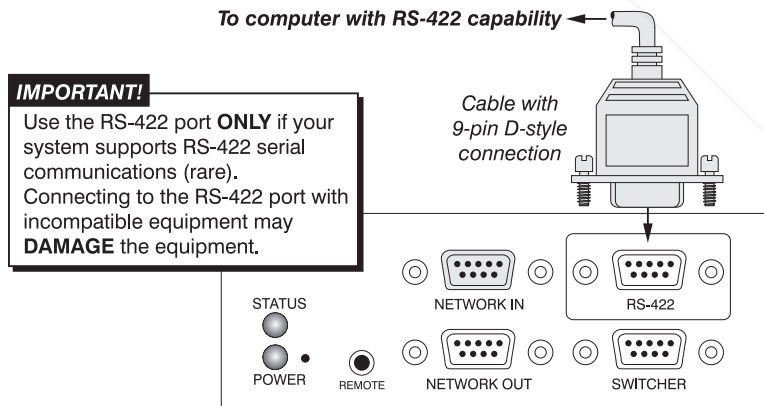 To computer with RS-422 capability
IMPORTANT!
Use the RS-422 port ONLY if your
system supports RS-422 serial
communications (rare).
Connecting to the RS-422 port with
incompatible equipment may
DAMAGE the equipment.
Cable with
9-pin D-style
connection
NETWORK IN
RS-422
STATUS
POWER
REMOTE
NETWORK OUT
SWITCHER